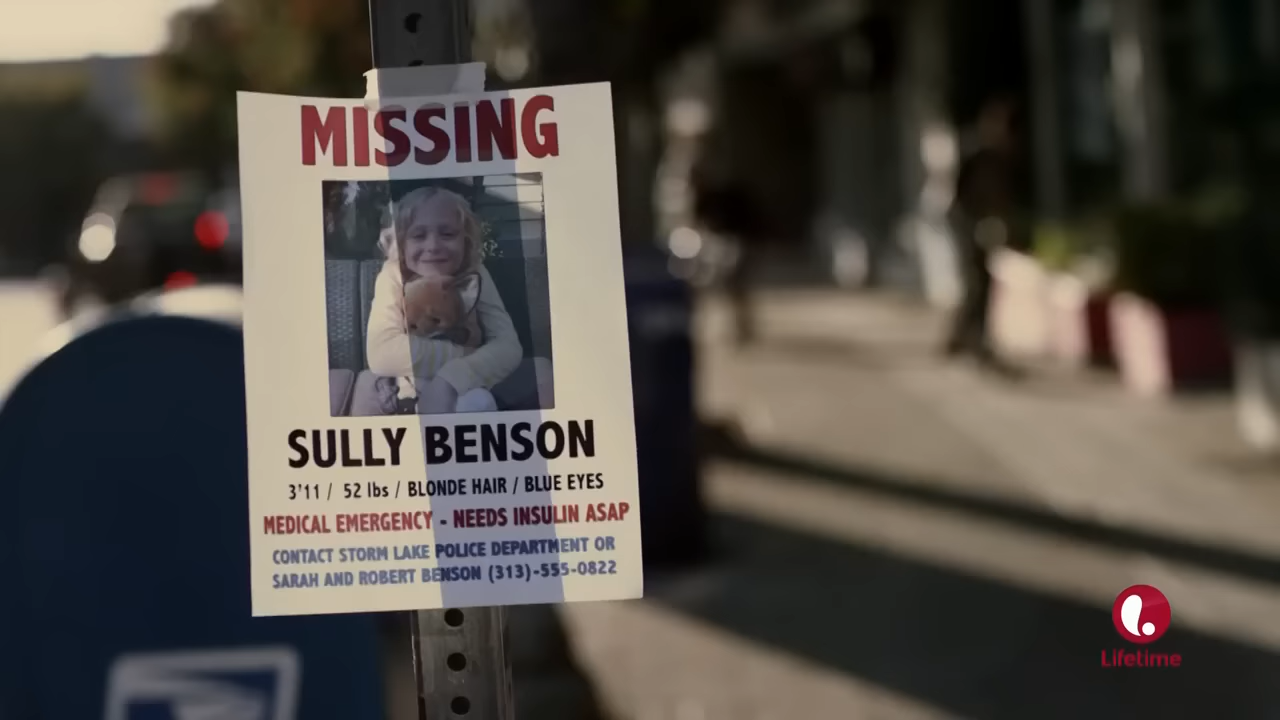 MISSING
SULLY BENSON
3'11 / 52 lbs / BLONDE HAIR / BLUE EYES
MEDICAL EMERGENCY - NEEDS INSULIN ASAP
CONTACT STORM LAKE POLICE DEPARTMENT OR
SARAH AND ROBERT BENSON (313)-555-0822
Lifetime